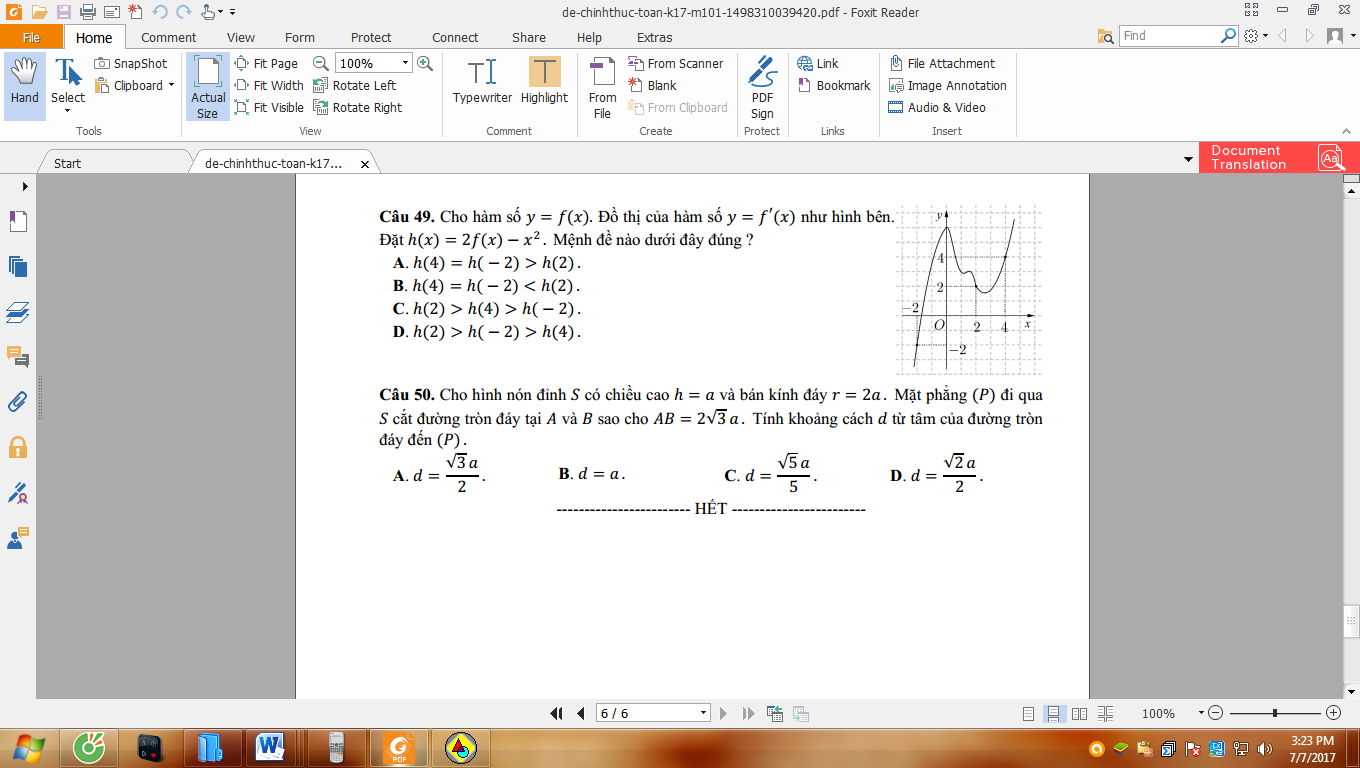 de-chinhthuc-toan-k17-m101-1498310039420.pdf - Foxit Reader
File Home Comment View Form Protect Connect Share Help Extras Find
Hand
Select
SnapShot
Clipboard
Tools
Actual
Size
Fit Page
Fit Width
Fit Visible
100%
Rotate Left
Rotate Right
View
Typewriter
Highlight
Comment
From
File
From Scanner
Blank
From Clipboard
Create
PDF
Sign
Protect
Link
Bookmark
Links
File Attachment
Image Annotation
Audio & Video
Insert
Start
de-chinhthuc-toan-k17...
Document
Translation
Aa
Câu 49. Cho hàm số y = f(x). Đồ thị của hàm số y = f′(x) như hình bên.
Đặt h(x) = 2f(x) − x². Mệnh đề nào dưới đây đúng ?
A. h(4) = h( − 2) > h(2).
B. h(4) = h( − 2) < h(2).
C. h(2) > h(4) > h( − 2).
D. h(2) > h( − 2) > h(4).
y
4
2
−2
O 2 4 x
−2
Câu 50. Cho hình nón đỉnh S có chiều cao h = a và bán kính đáy r = 2a. Mặt phẳng (P) đi qua
S cắt đường tròn đáy tại A và B sao cho AB = 2√3 a. Tính khoảng cách d từ tâm của đường tròn
đáy đến (P).
A. d = √3 a/2. B. d = a. C. d = √5 a/5. D. d = √2 a/2.
------------------------ HẾT ------------------------
6 / 6
100%
PDF
3:23 PM
7/7/2017